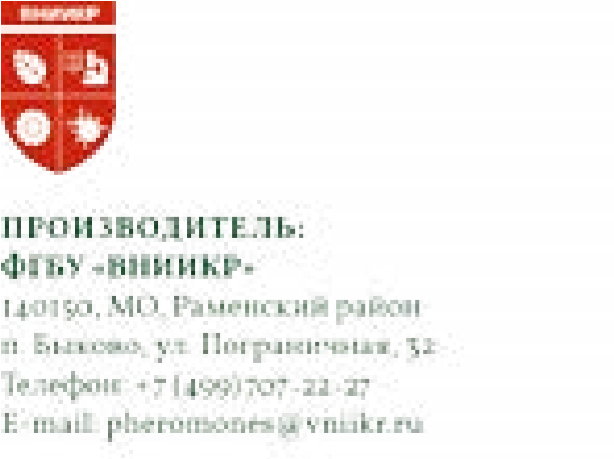 ВНИИКР
ПРОИЗВОДИТЕЛЬ:
ФГБУ «ВНИИКР»
140150, МО, Раменский район
п. Быково, ул. Пограничная, 32
Телефон: +7 (499) 707-22-27
E-mail: pheromones@vniikr.ru